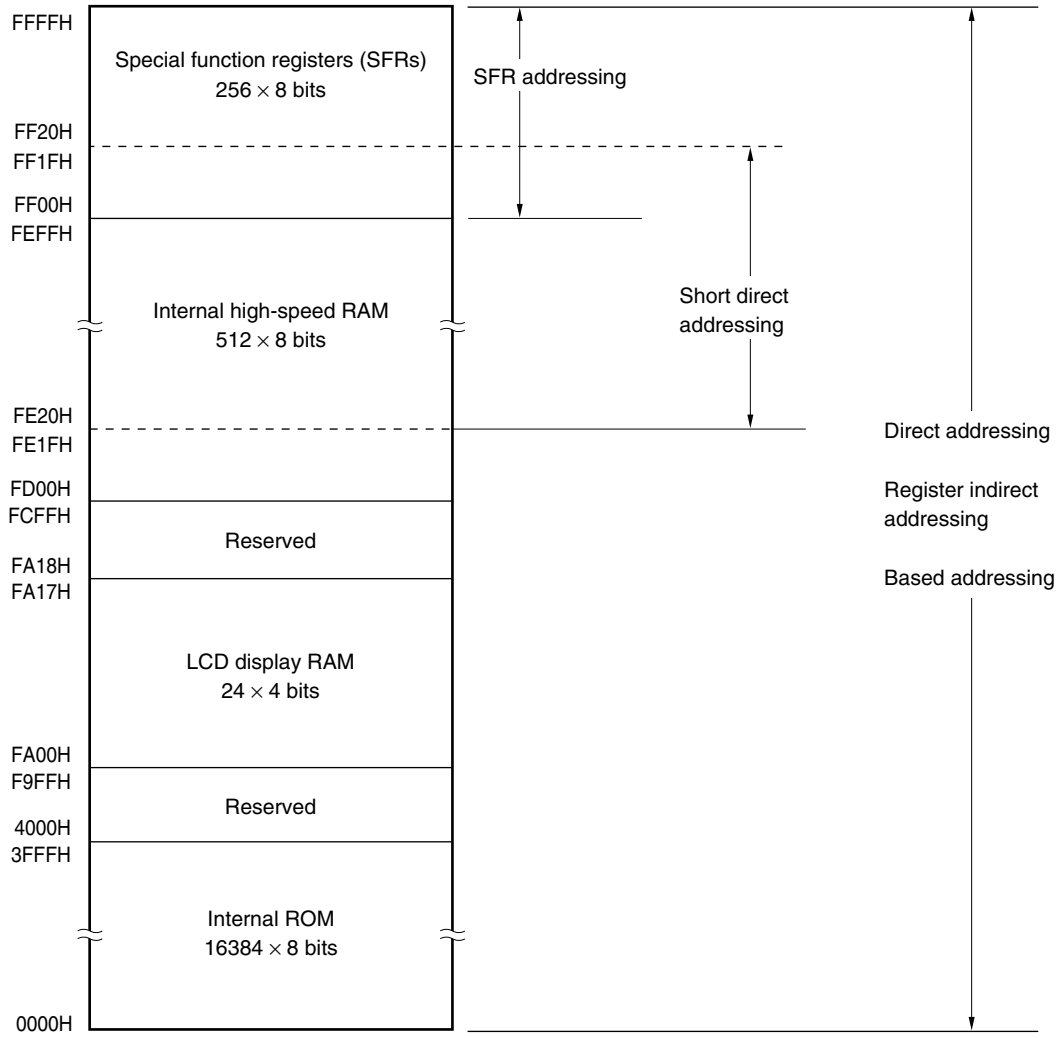 FFFFH
Special function registers (SFRs)
256 × 8 bits
SFR addressing
FF20H
FF1FH
FF00H
FEFFH
Internal high-speed RAM
512 × 8 bits
Short direct
addressing
FE20H
FE1FH
Direct addressing
Register indirect
addressing
Based addressing
FD00H
FCFFH
Reserved
FA18H
FA17H
LCD display RAM
24 × 4 bits
FA00H
F9FFH
Reserved
4000H
3FFFH
Internal ROM
16384 × 8 bits
0000H